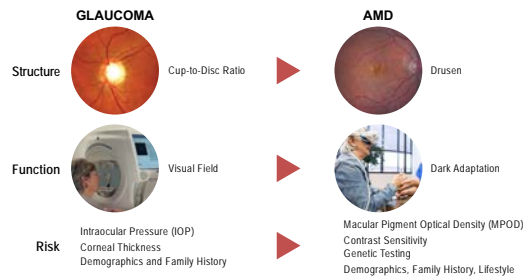 GLAUCOMA AMD
Structure Cup-to-Disc Ratio Drusen
Function Visual Field Dark Adaptation
Risk
Intraocular Pressure (IOP)
Corneal Thickness
Demographics and Family History
Macular Pigment Optical Density (MPOD)
Contrast Sensitivity
Genetic Testing
Demographics, Family History, Lifestyle